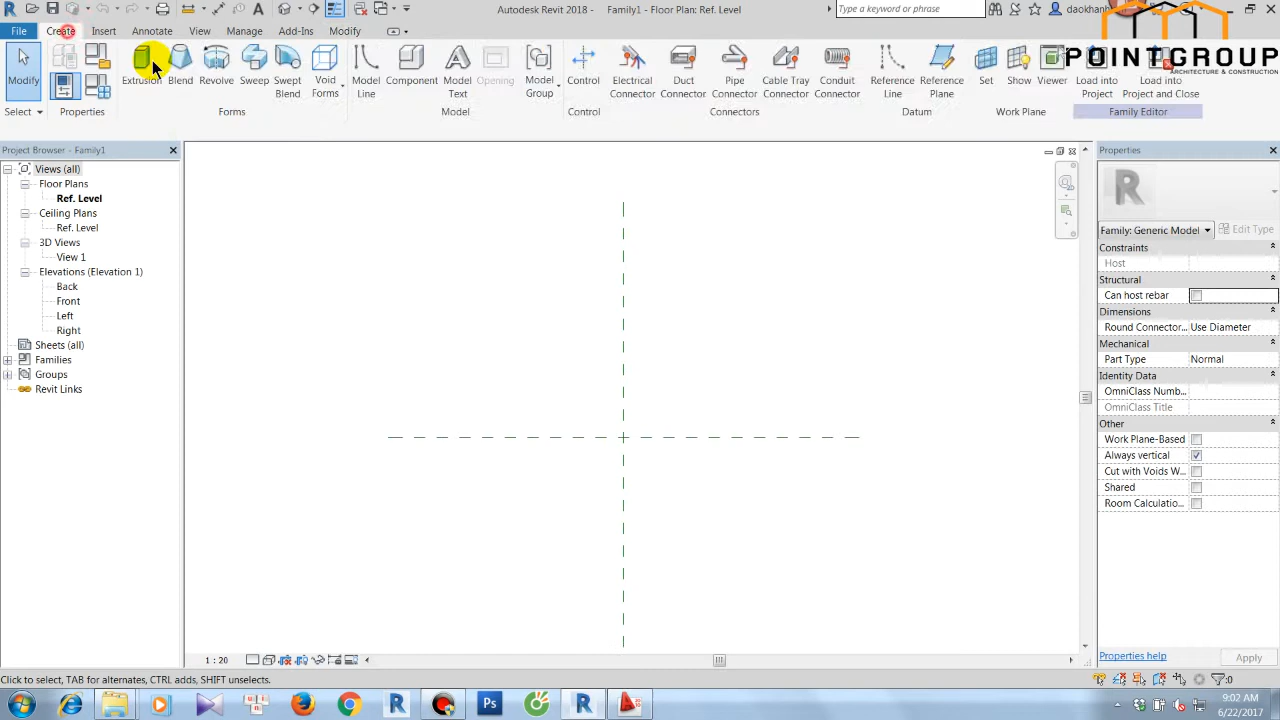 Autodesk Revit 2018 - Family1 - Floor Plan: Ref. Level
Type a keyword or phrase
File Create Insert Annotate View Manage Add-Ins Modify
POINTGROUP
ARCHITECTURE & CONSTRUCTION
Modify Extrusion Blend Revolve Sweep Swept Blend Void Forms Model Line Component Model Text Opening Model Group Control Electrical Connector Duct Connector Pipe Connector Cable Tray Connector Conduit Connector Reference Line Reference Plane Set Show Viewer Load into Project Load into Project and Close
Select Properties Forms Model Control Connectors Datum Work Plane Family Editor
Project Browser - Family1
Views (all)
Floor Plans
Ref. Level
Ceiling Plans
Ref. Level
3D Views
View 1
Elevations (Elevation 1)
Back
Front
Left
Right
Sheets (all)
Families
Groups
Revit Links
Properties
R
Family: Generic Model Edit Type
Constraints
Host
Structural
Can host rebar
Dimensions
Round Connector... Use Diameter
Mechanical
Part Type Normal
Identity Data
OmniClass Numb...
OmniClass Title
Other
Work Plane-Based
Always vertical
Cut with Voids W...
Shared
Room Calculatio...
Properties help Apply
1 : 20
Click to select, TAB for alternates, CTRL adds, SHIFT unselects.
:0
9:02 AM
6/22/2017